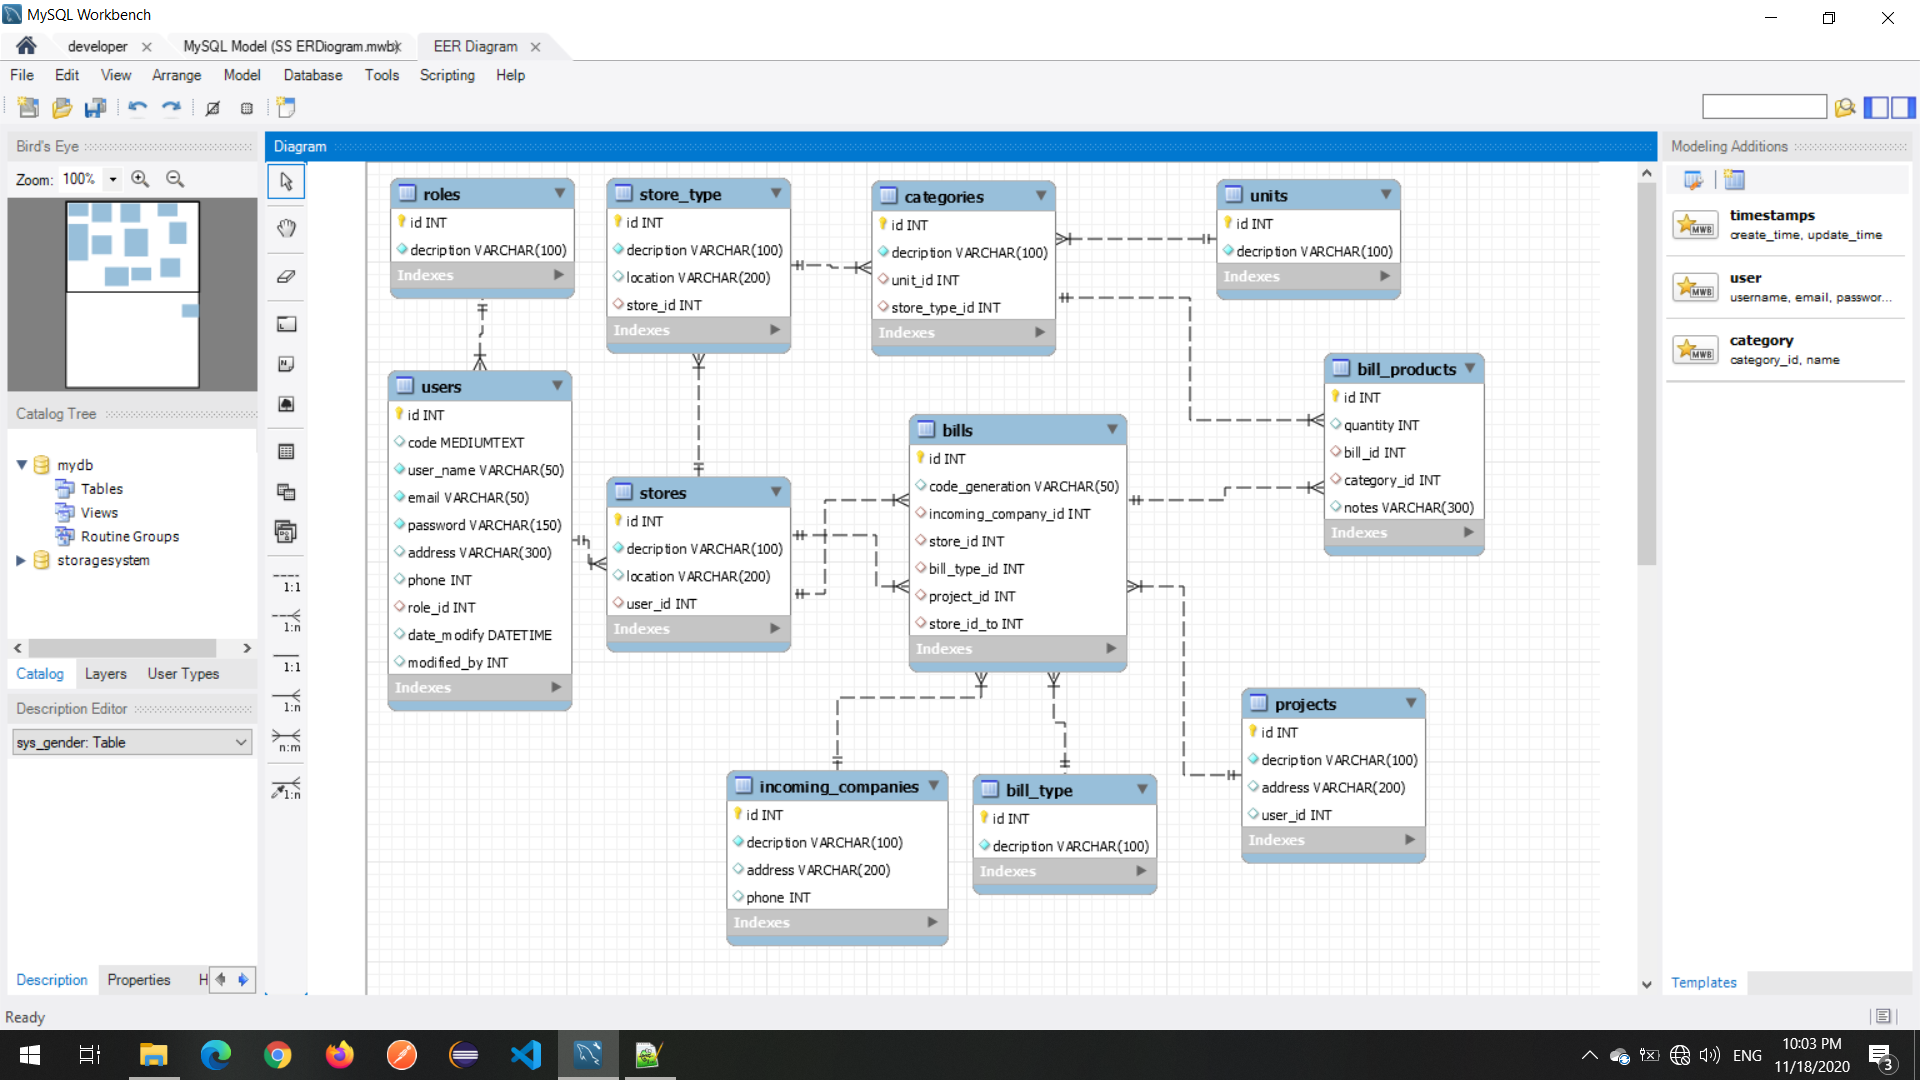 MySQL Workbench
developer
MySQL Model (SS ERDiogram.mwb)
EER Diagram
File Edit View Arrange Model Database Tools Scripting Help
Bird's Eye
Zoom: 100%
Catalog Tree
mydb
Tables
Views
Routine Groups
storagesystem
Catalog Layers User Types
Description Editor
sys_gender: Table
Description Properties H
Ready
1:1
1:n
1:1
1:n
n:m
1:n
Diagram
roles
id INT
decription VARCHAR(100)
Indexes
store_type
id INT
decription VARCHAR(100)
location VARCHAR(200)
store_id INT
Indexes
categories
id INT
decription VARCHAR(100)
unit_id INT
store_type_id INT
Indexes
units
id INT
decription VARCHAR(100)
Indexes
users
id INT
code MEDIUMTEXT
user_name VARCHAR(50)
email VARCHAR(50)
password VARCHAR(150)
address VARCHAR(300)
phone INT
role_id INT
date_modify DATETIME
modified_by INT
Indexes
stores
id INT
decription VARCHAR(100)
location VARCHAR(200)
user_id INT
Indexes
bills
id INT
code_generation VARCHAR(50)
incoming_company_id INT
store_id INT
bill_type_id INT
project_id INT
store_id_to INT
Indexes
bill_products
id INT
quantity INT
bill_id INT
category_id INT
notes VARCHAR(300)
Indexes
incoming_companies
id INT
decription VARCHAR(100)
address VARCHAR(200)
phone INT
Indexes
bill_type
id INT
decription VARCHAR(100)
Indexes
projects
id INT
decription VARCHAR(100)
address VARCHAR(200)
user_id INT
Indexes
Modeling Additions
MWB
timestamps
create_time, update_time
MWB
user
username, email, passwor...
MWB
category
category_id, name
Templates
ENG
10:03 PM
11/18/2020
3